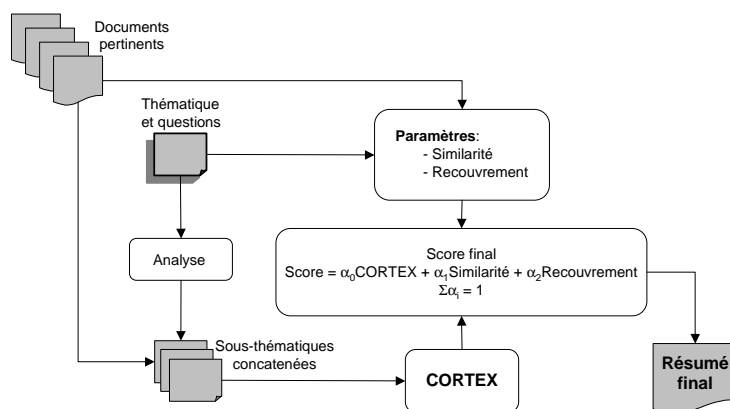 Documents
pertinents
Thématique
et questions
Paramètres:
- Similarité
- Recouvrement
Analyse
Score final
Score = α₀CORTEX + α₁Similarité + α₂Recouvrement
Σαᵢ = 1
Sous-thématiques
concatenées
CORTEX
Résumé
final